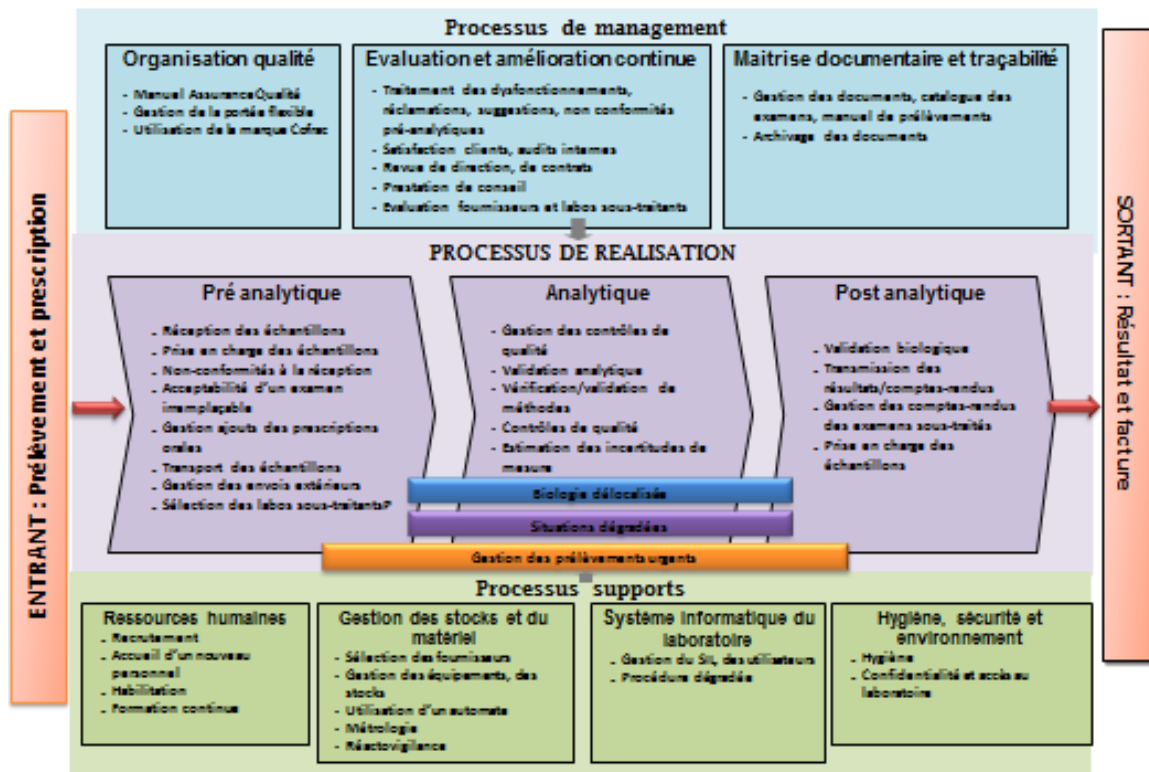 Processus de management
Organisation qualité
- Manuel Assurance Qualité
- Gestion de la portée flexible
- Utilisation de la marque Cofrac
Evaluation et amélioration continue
- Traitement des dysfonctionnements,
réclamations, suggestions, non conformités
pré-analytiques
- Satisfaction clients, audits internes
- Revue de direction, de contrats
- Prestation de conseil
- Evaluation fournisseurs et labos sous-traitants
Maitrise documentaire et traçabilité
- Gestion des documents, catalogue des
examens, manuel de prélèvements
- Archivage des documents
ENTRANT : Prélèvement et prescription
PROCESSUS DE REALISATION
Pré analytique
- Réception des échantillons
- Prise en charge des échantillons
- Non-conformités à la réception
- Acceptabilité d'un examen
irremplaçable
- Gestion ajouts des prescriptions
orales
- Transport des échantillons
- Gestion des envois extérieurs
- Sélection des labos sous-traitantsP
Analytique
- Gestion des contrôles de
qualité
- Validation analytique
- Vérification/validation de
méthodes
- Contrôles de qualité
- Estimation des incertitudes de
mesure
Post analytique
- Validation biologique
- Transmission des
résultats/comptes-rendus
- Gestion des comptes-rendus
des examens sous-traités
- Prise en charge des
échantillons
Biologie délocalisée
Situations dégradées
Gestion des prélèvements urgents
SORTANT : Résultat et facture
Processus supports
Ressources humaines
- Recrutement
- Accueil d'un nouveau
personnel
- Habilitation
- Formation continue
Gestion des stocks et du
matériel
- Sélection des fournisseurs
- Gestion des équipements, des
stocks
- Utilisation d'un automate
- Métrologie
- Réactovigilance
Système informatique du
laboratoire
- Gestion du SIL, des utilisateurs
- Procédure dégradée
Hygiène, sécurité et
environnement
- Hygiène
- Confidentialité et accès au
laboratoire